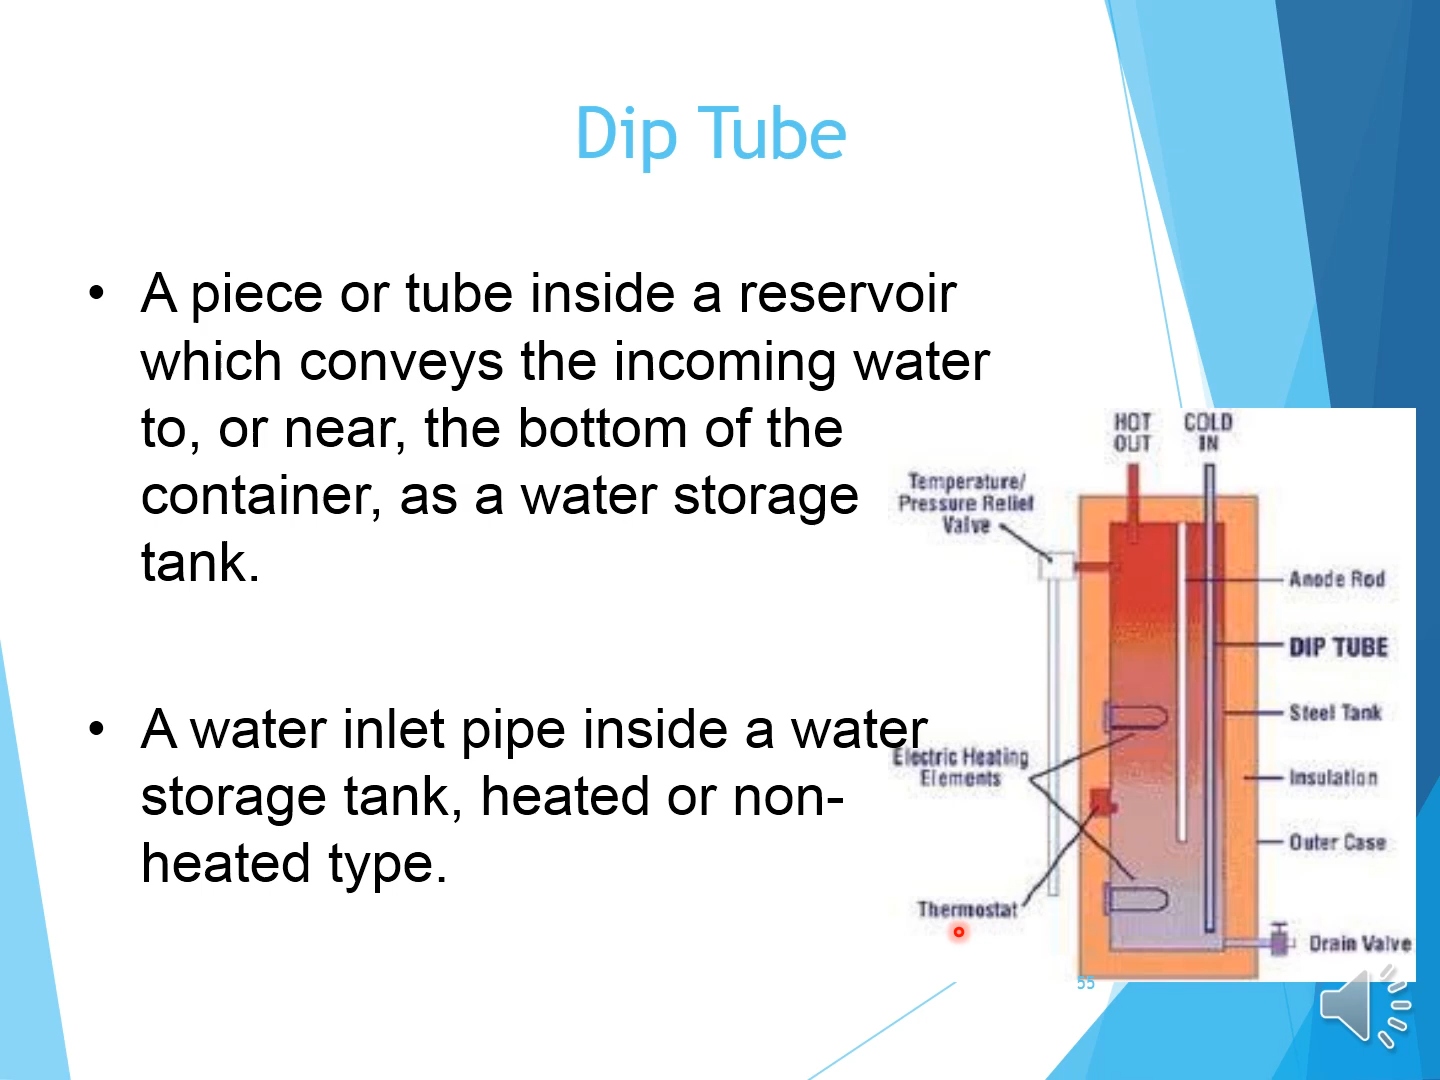 Dip Tube
• A piece or tube inside a reservoir
which conveys the incoming water
to, or near, the bottom of the
container, as a water storage
tank.
• A water inlet pipe inside a water
storage tank, heated or non-
heated type.
HOT
OUT
COLD
IN
Temperature/
Pressure Relief
Valve
Anode Rod
DIP TUBE
Steel Tank
Electric Heating
Elements
Insulation
Outer Case
Thermostat
Drain Valve
55